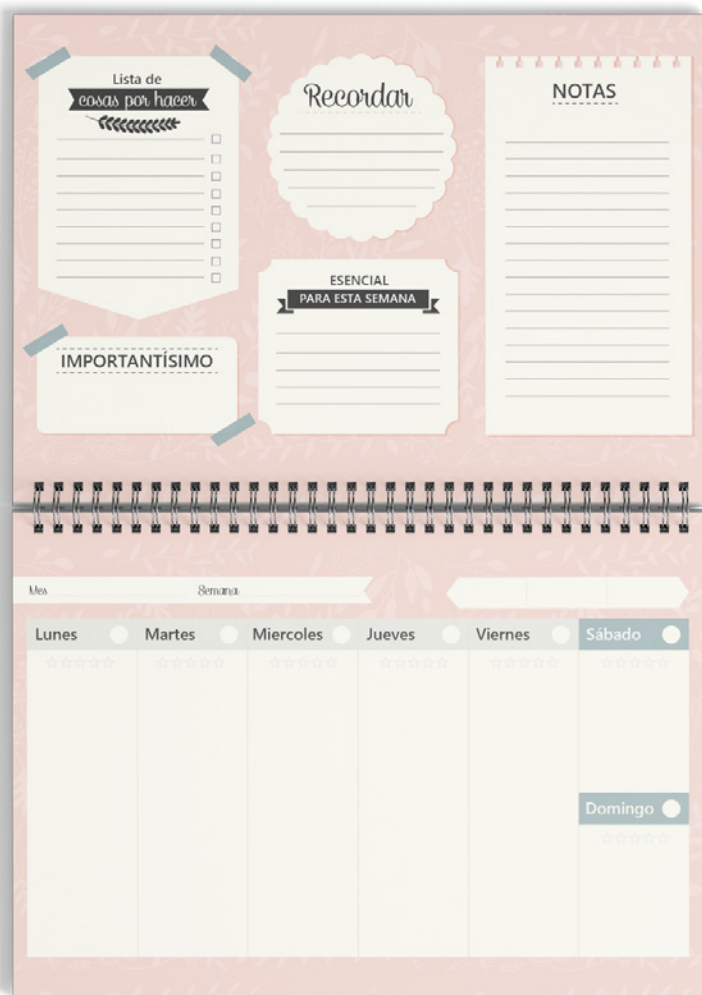 Lista de
cosas por hacer
Recordar
NOTAS
ESENCIAL
PARA ESTA SEMANA
IMPORTANTÍSIMO
Mes Semana
Lunes Martes Miercoles Jueves Viernes Sábado
Domingo